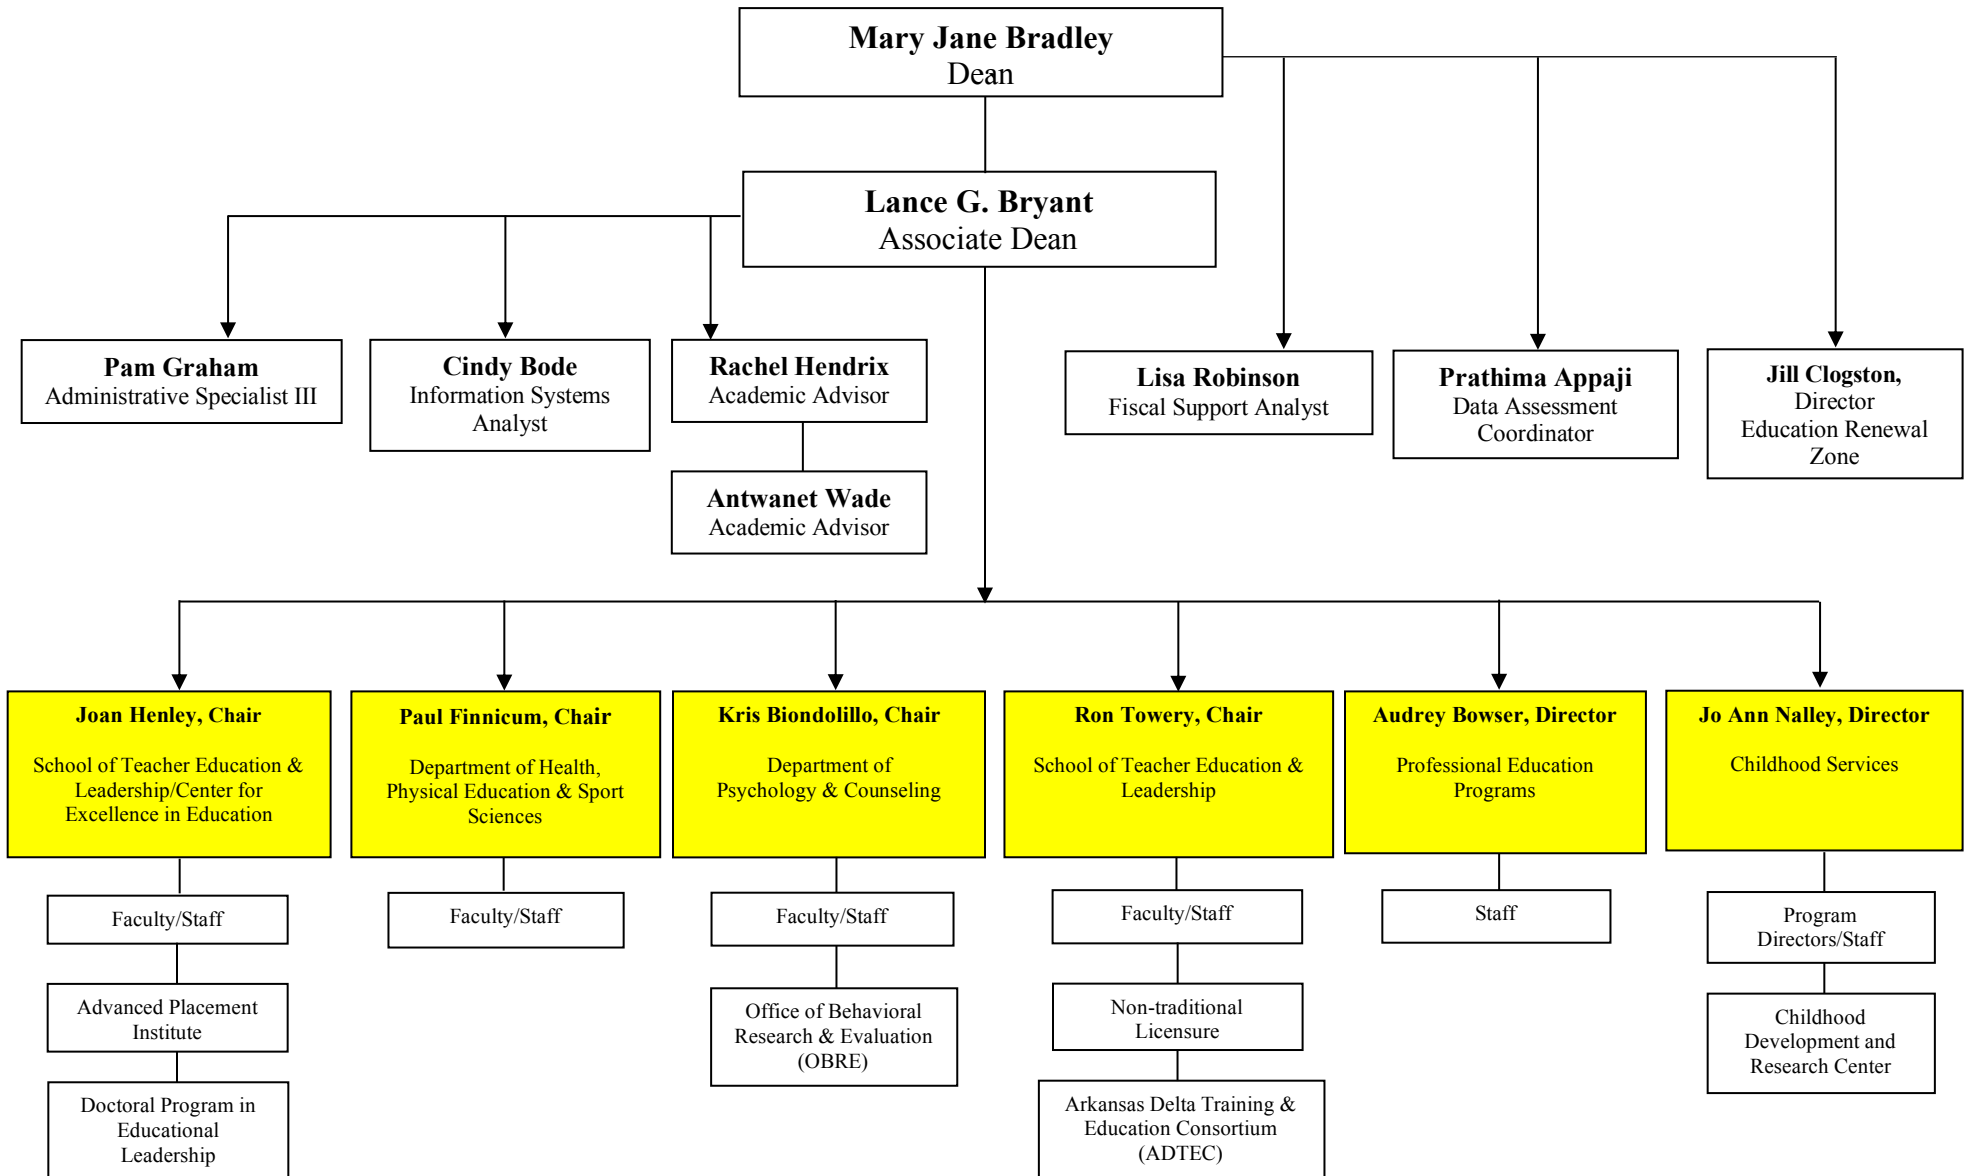 Mary Jane Bradley
Dean
Lance G. Bryant
Associate Dean
Pam Graham
Administrative Specialist III
Cindy Bode
Information Systems
Analyst
Rachel Hendrix
Academic Advisor
Antwanet Wade
Academic Advisor
Lisa Robinson
Fiscal Support Analyst
Prathima Appaji
Data Assessment
Coordinator
Jill Clogston,
Director
Education Renewal
Zone
Joan Henley, Chair
School of Teacher Education &
Leadership/Center for
Excellence in Education
Faculty/Staff
Advanced Placement
Institute
Doctoral Program in
Educational
Leadership
Paul Finnicum, Chair
Department of Health,
Physical Education & Sport
Sciences
Faculty/Staff
Kris Biondolillo, Chair
Department of
Psychology & Counseling
Faculty/Staff
Office of Behavioral
Research & Evaluation
(OBRE)
Ron Towery, Chair
School of Teacher Education &
Leadership
Faculty/Staff
Non-traditional
Licensure
Arkansas Delta Training &
Education Consortium
(ADTEC)
Audrey Bowser, Director
Professional Education
Programs
Staff
Jo Ann Nalley, Director
Childhood Services
Program
Directors/Staff
Childhood
Development and
Research Center